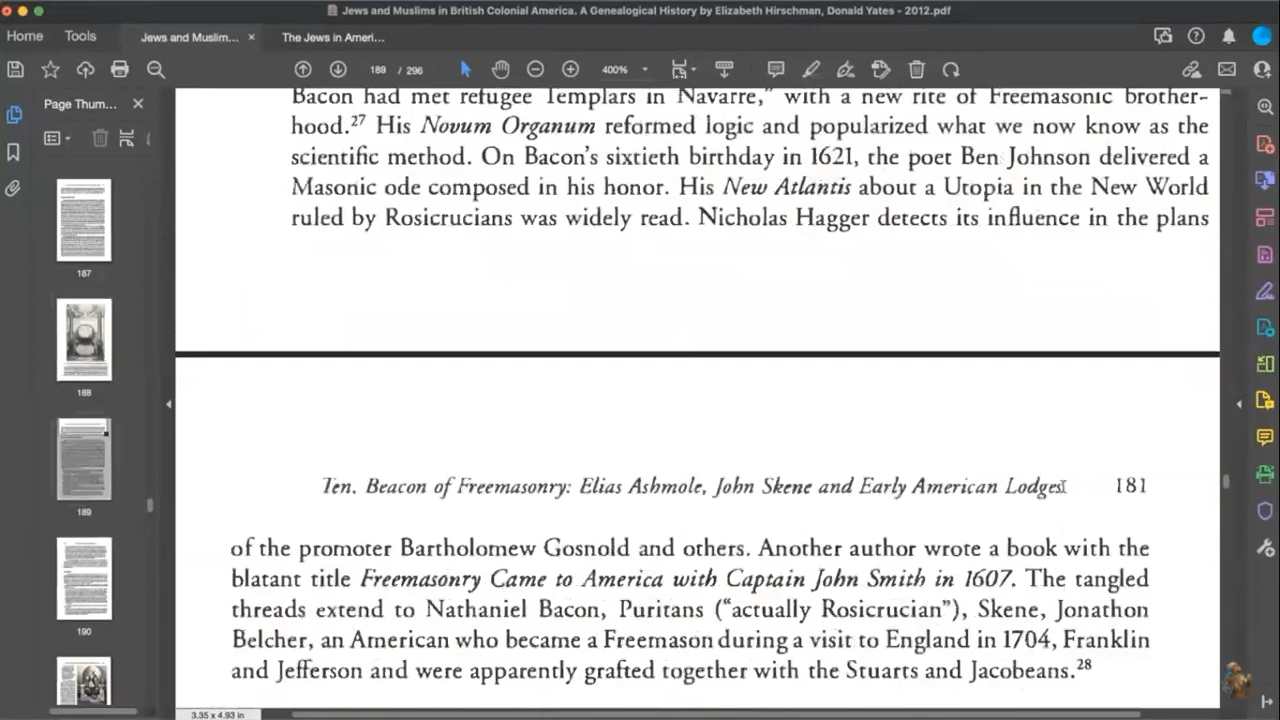 Jews and Muslims in British Colonial America. A Genealogical History by Elizabeth Hirschman, Donald Yates - 2012.pdf
Home Tools Jews and Muslim... × The Jews in Ameri...
189 / 296 400%
Page Thum...
187
188
189
190
Bacon had met refugee Templars in Navarre," with a new rite of Freemasonic brother-
hood.27 His Novum Organum reformed logic and popularized what we now know as the
scientific method. On Bacon's sixtieth birthday in 1621, the poet Ben Johnson delivered a
Masonic ode composed in his honor. His New Atlantis about a Utopia in the New World
ruled by Rosicrucians was widely read. Nicholas Hagger detects its influence in the plans
Ten. Beacon of Freemasonry: Elias Ashmole, John Skene and Early American Lodges 181
of the promoter Bartholomew Gosnold and others. Another author wrote a book with the
blatant title Freemasonry Came to America with Captain John Smith in 1607. The tangled
threads extend to Nathaniel Bacon, Puritans ("actually Rosicrucian"), Skene, Jonathon
Belcher, an American who became a Freemason during a visit to England in 1704, Franklin
and Jefferson and were apparently grafted together with the Stuarts and Jacobeans.28
3.35 x 4.93 in